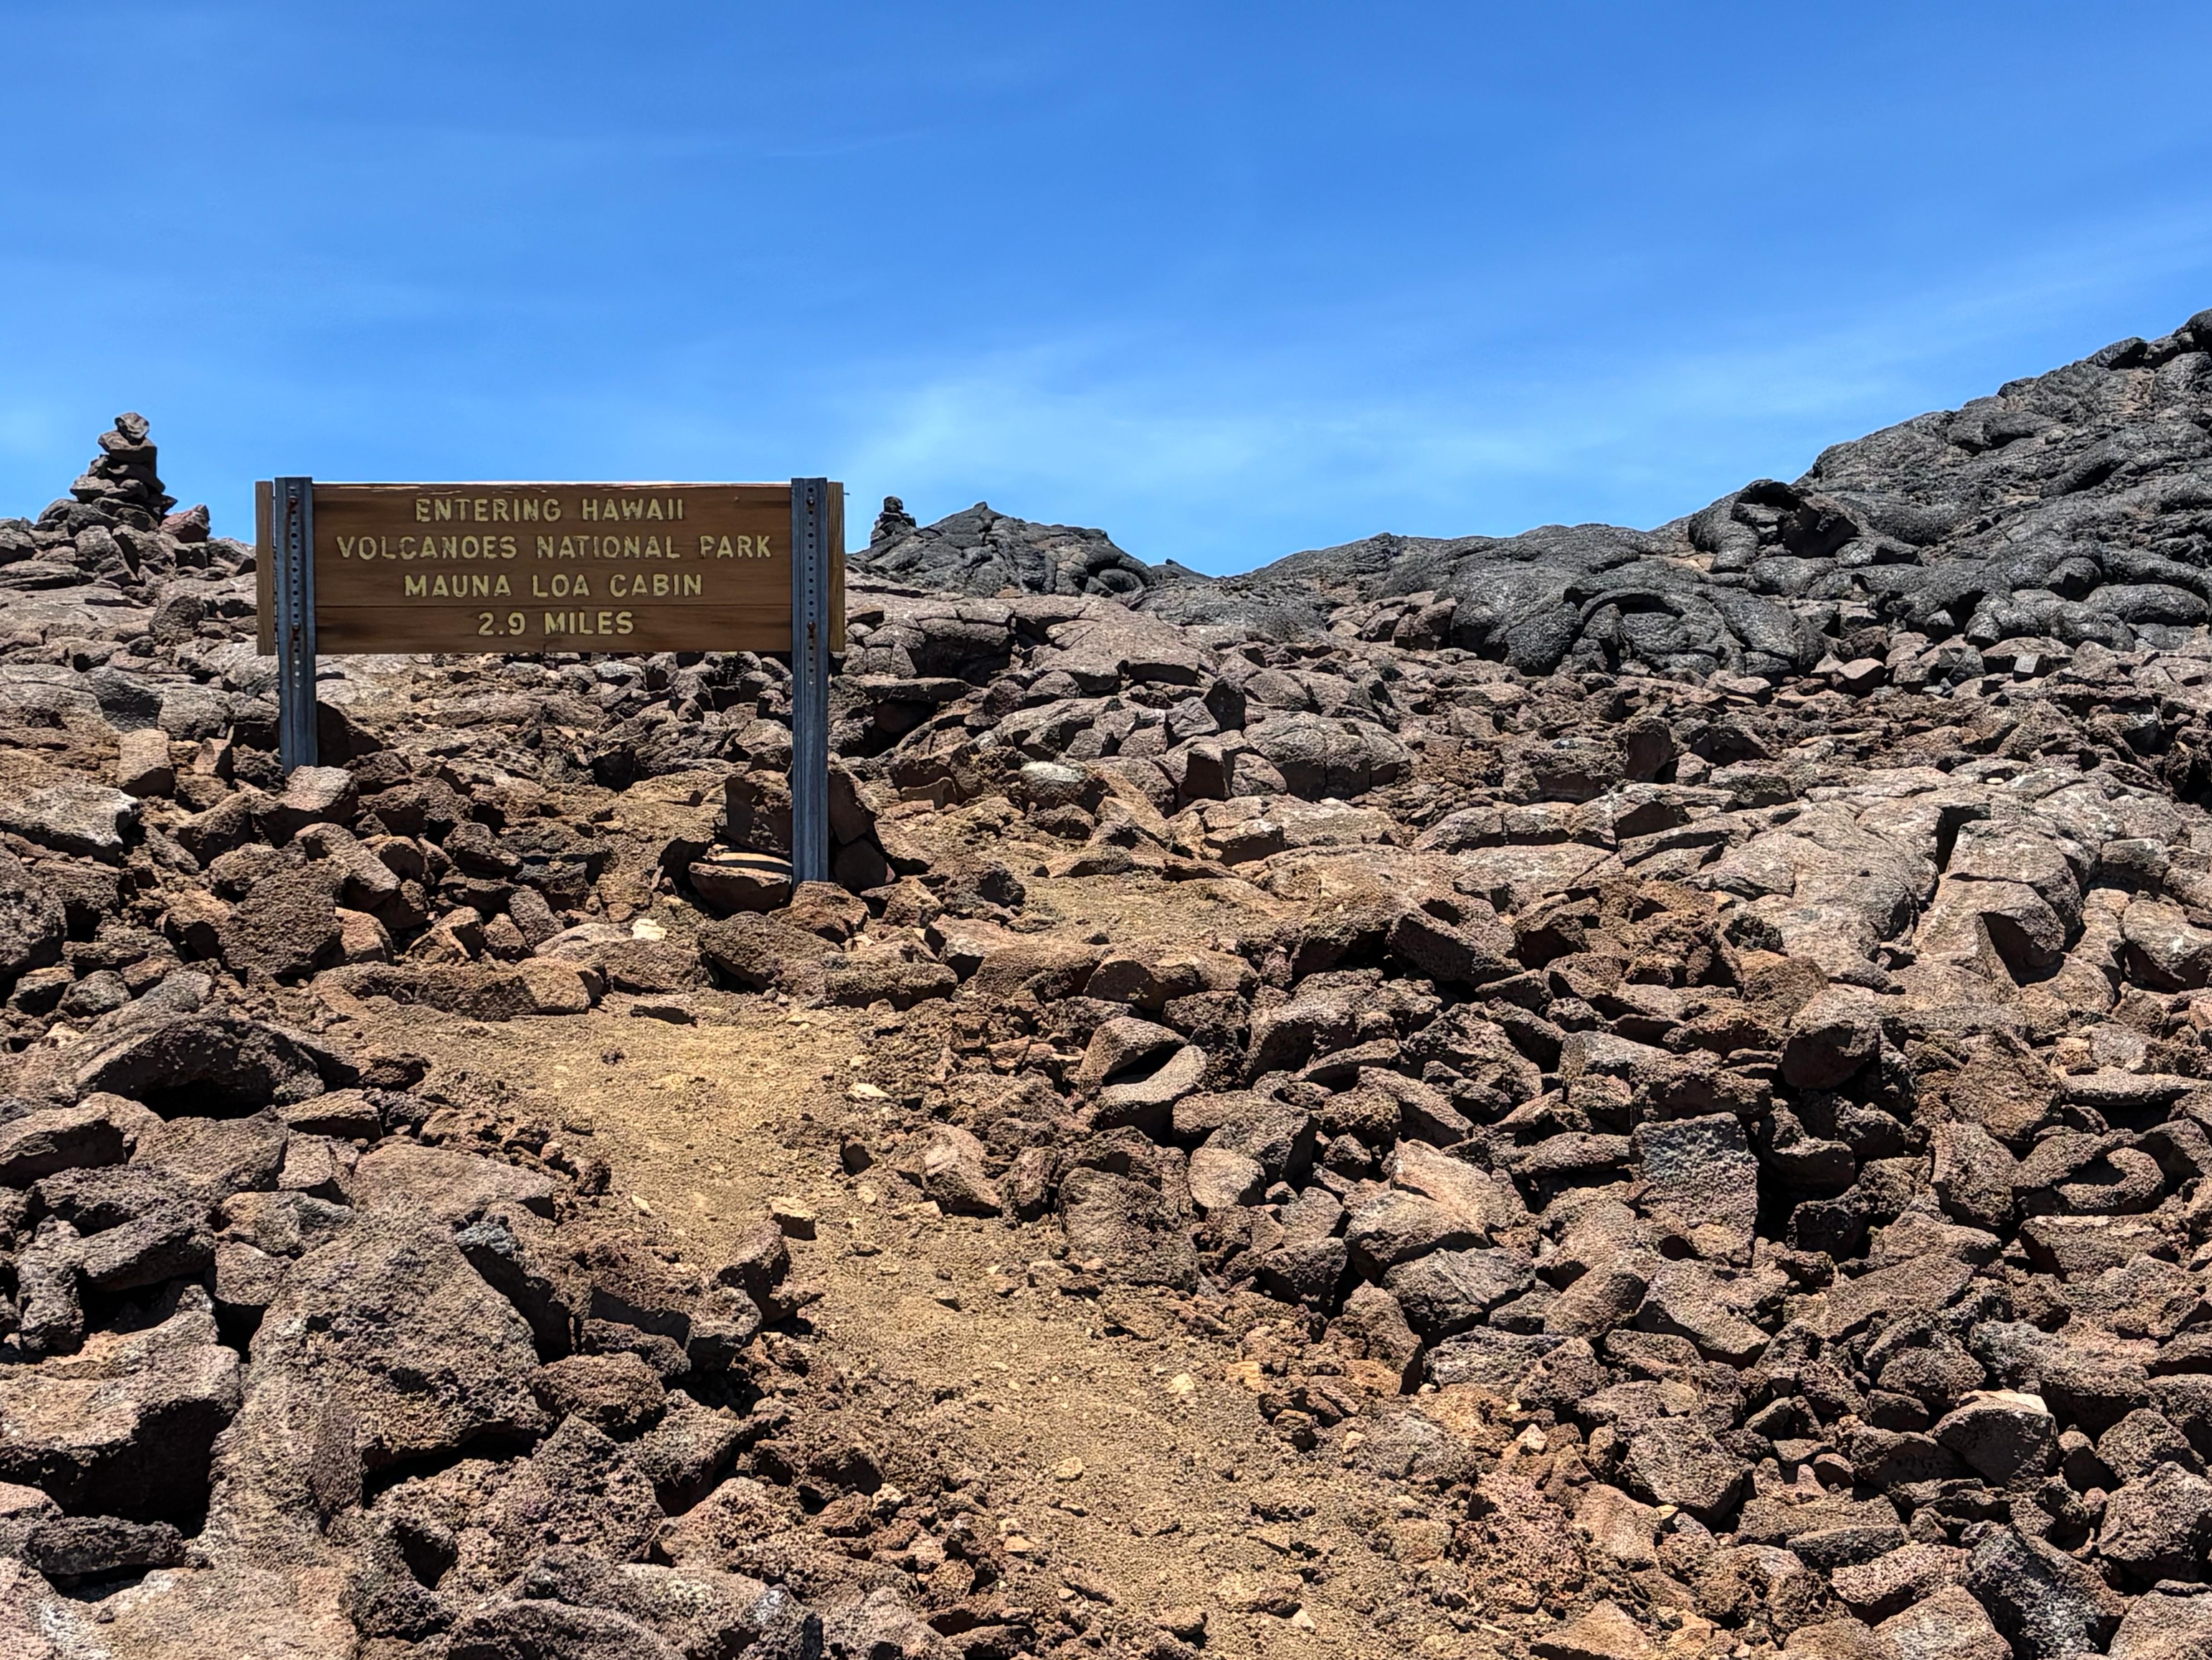 ENTERING HAWAII
VOLCANOES NATIONAL PARK
MAUNA LOA CABIN
2.9 MILES